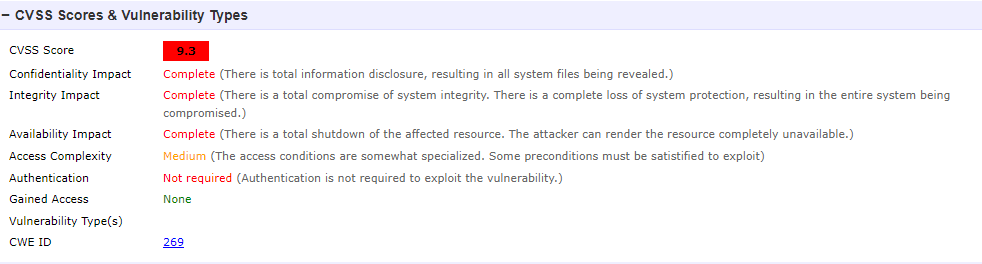 − CVSS Scores & Vulnerability Types
CVSS Score 9.3
Confidentiality Impact Complete (There is total information disclosure, resulting in all system files being revealed.)
Integrity Impact Complete (There is a total compromise of system integrity. There is a complete loss of system protection, resulting in the entire system being
compromised.)
Availability Impact Complete (There is a total shutdown of the affected resource. The attacker can render the resource completely unavailable.)
Access Complexity Medium (The access conditions are somewhat specialized. Some preconditions must be satistified to exploit)
Authentication Not required (Authentication is not required to exploit the vulnerability.)
Gained Access None
Vulnerability Type(s)
CWE ID 269